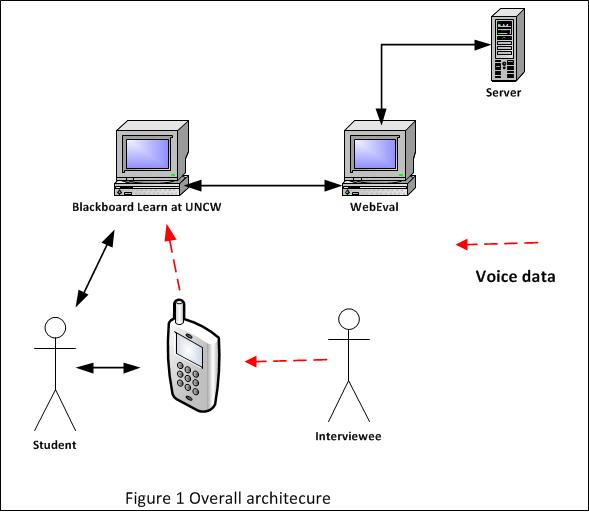 Server
Blackboard Learn at UNCW
WebEval
Voice data
Student
Interviewee
Figure 1 Overall architecure